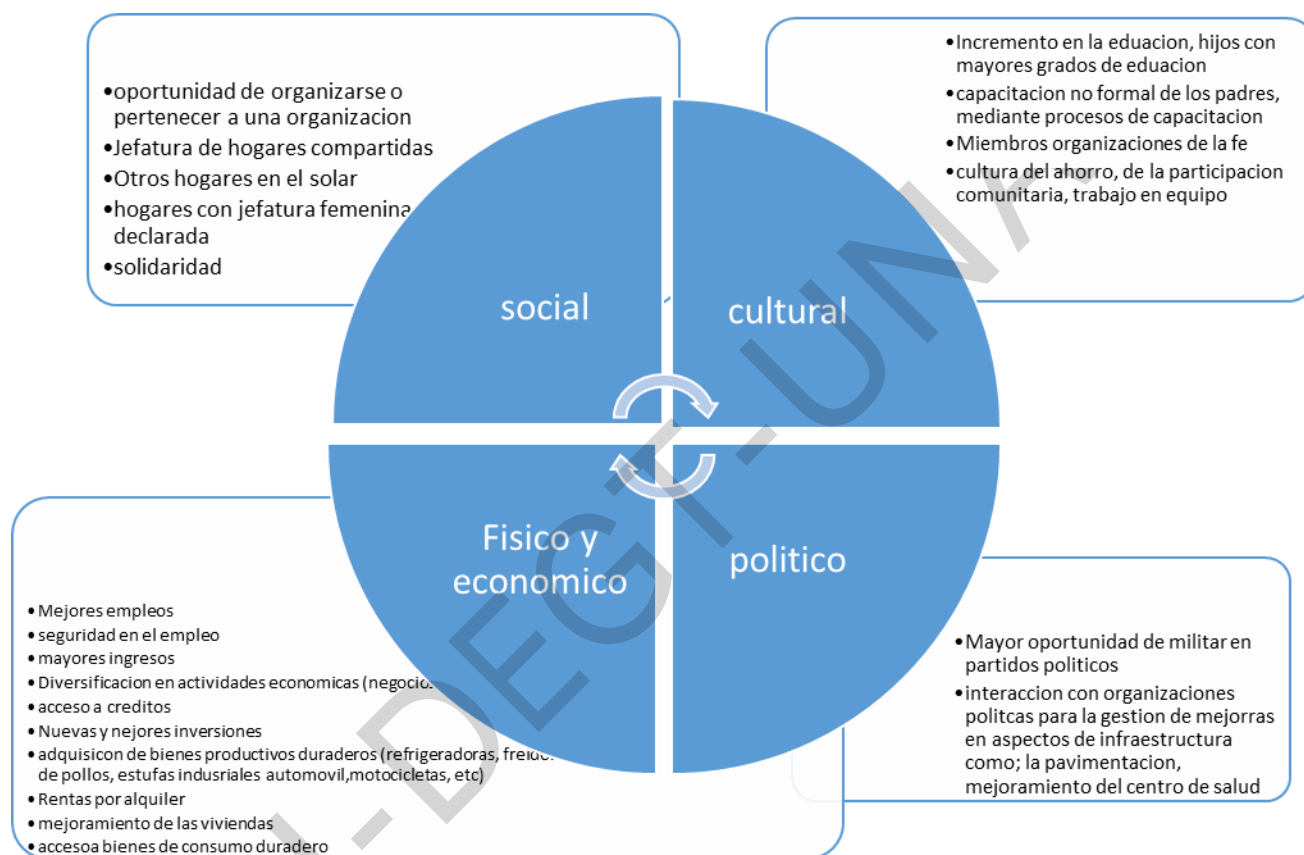 •oportunidad de organizarse o
pertenecer a una organizacion
•Jefatura de hogares compartidas
•Otros hogares en el solar
•hogares con jefatura femenina
declarada
•solidaridad
•Incremento en la eduacion, hijos con
mayores grados de eduacion
•capacitacion no formal de los padres,
mediante procesos de capacitacion
•Miembros organizaciones de la fe
•cultura del ahorro, de la participacion
comunitaria, trabajo en equipo
social
cultural
Fisico y
economico
politico
•Mejores empleos
•seguridad en el empleo
•mayores ingresos
•Diversificacion en actividades economicas
•acceso a creditos
•Nuevas y nejores inversiones
•adquisicon de bienes productivos duraderos (refrigeradoras,
de pollos, estufas indusriales automovil,motocicletas, etc)
•Rentas por alquiler
•mejoramiento de las viviendas
•accesoa bienes de consumo duradero
•Mayor oportunidad de militar en
partidos politicos
•interaccion con organizaciones
politcas para la gestion de mejorras
en aspectos de infraestructura
como; la pavimentacion,
mejoramiento del centro de salud
-DEGT-UNA